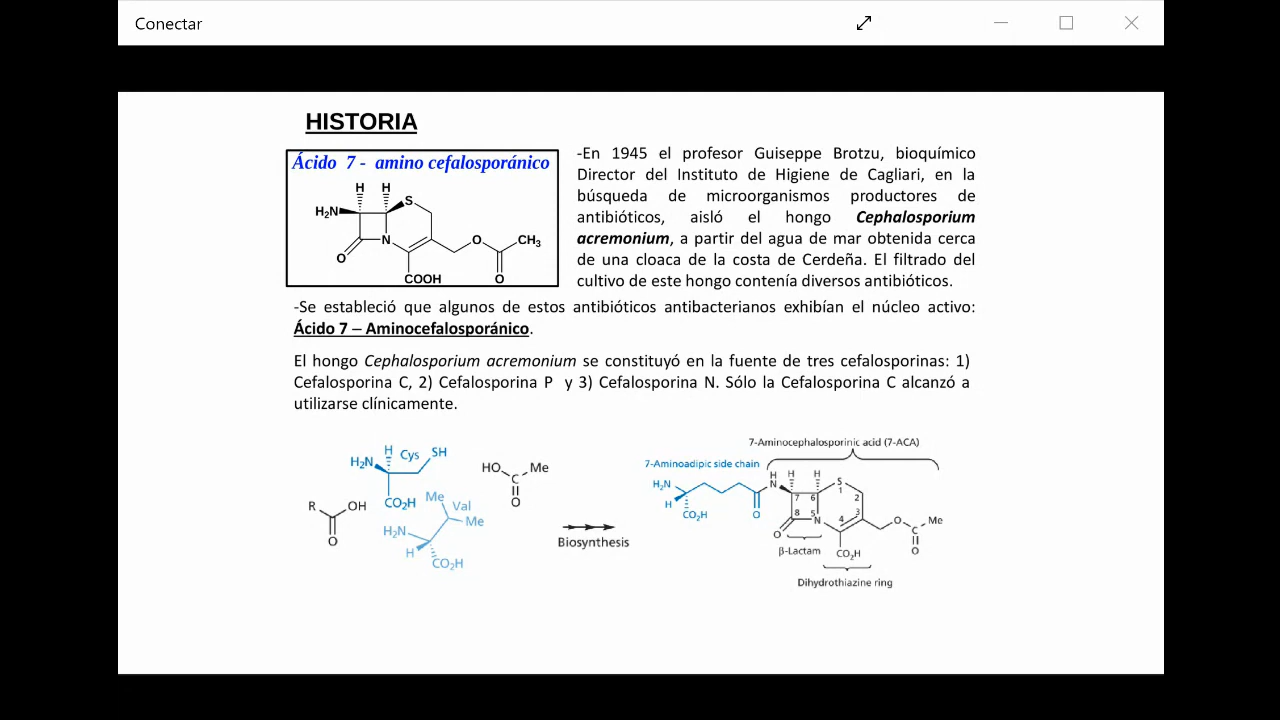 Conectar
HISTORIA
Ácido 7 - amino cefalosporánico
H H
H₂N
S
N
O
O
CH₃
COOH
O
-En 1945 el profesor Guiseppe Brotzu, bioquímico
Director del Instituto de Higiene de Cagliari, en la
búsqueda de microorganismos productores de
antibióticos, aisló el hongo Cephalosporium
acremonium, a partir del agua de mar obtenida cerca
de una cloaca de la costa de Cerdeña. El filtrado del
cultivo de este hongo contenía diversos antibióticos.
-Se estableció que algunos de estos antibióticos antibacterianos exhibían el núcleo activo:
Ácido 7 – Aminocefalosporánico.
El hongo Cephalosporium acremonium se constituyó en la fuente de tres cefalosporinas: 1)
Cefalosporina C, 2) Cefalosporina P y 3) Cefalosporina N. Sólo la Cefalosporina C alcanzó a
utilizarse clínicamente.
H
H₂N
Cys
SH
CO₂H
HO
Me
O
R
OH
O
Me
Val
Me
H₂N
H
CO₂H
Biosynthesis
7-Aminocephalosporinic acid (7-ACA)
7-Aminoadipic side chain
H₂N
H
CO₂H
O
H
N
H H
S
1
2
3
4
5
6
7
8
N
O
O
C
Me
O
CO₂H
β-Lactam
Dihydrothiazine ring